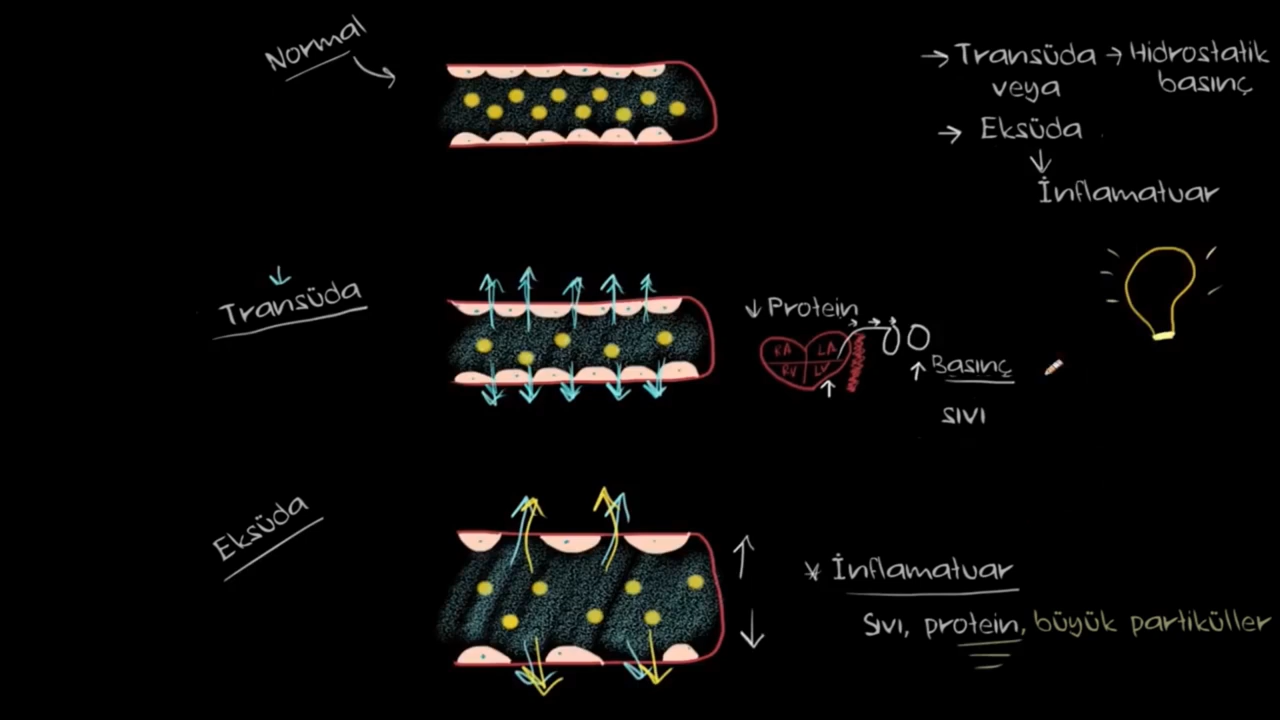 Normal
→ Transüda → Hidrostatik
veya basınç
→ Eksüda
İnflamatuar
Transüda
↓ Protein
RA LA
RV LV
↑ Basınç
sıvı
Eksüda
* İnflamatuar
Sıvı, protein, büyük partiküller